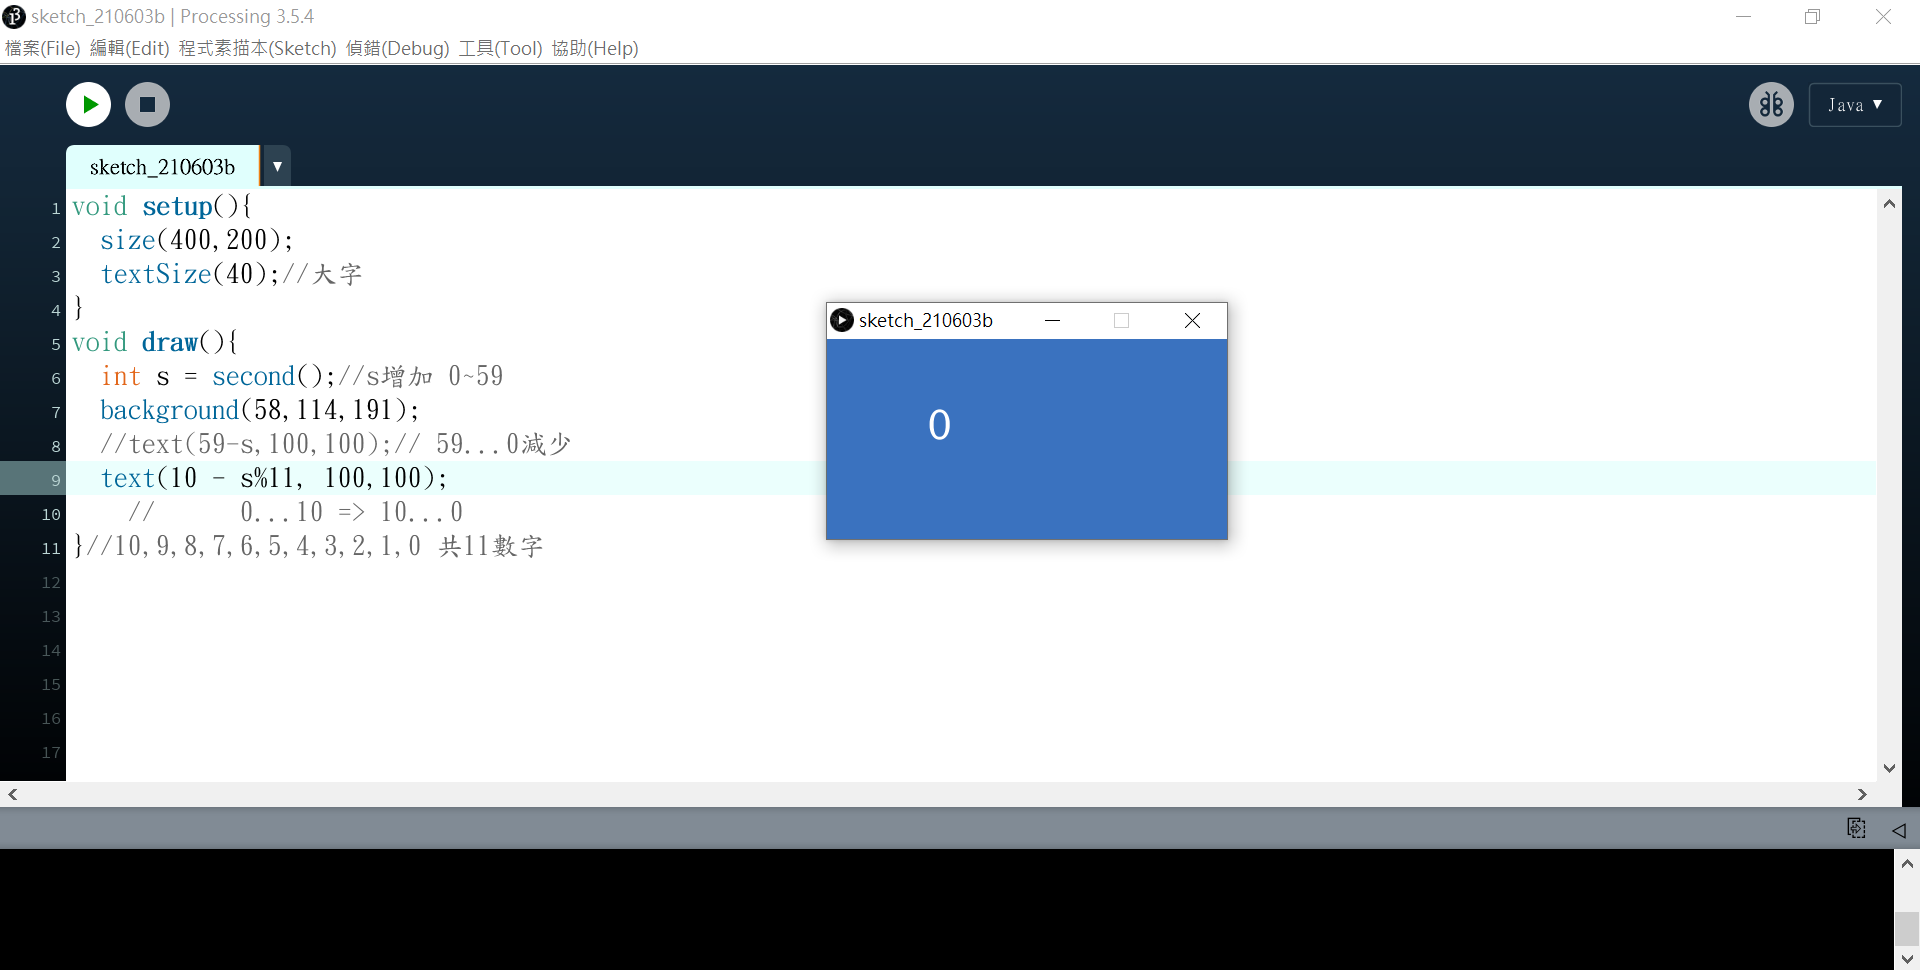 sketch_210603b | Processing 3.5.4
檔案(File) 編輯(Edit) 程式素描本(Sketch) 偵錯(Debug) 工具(Tool) 協助(Help)
Java ▼
sketch_210603b ▼
1 void setup(){
2   size(400,200);
3   textSize(40);//大字
4 }
5 void draw(){
6   int s = second();//s增加 0~59
7   background(58,114,191);
8   //text(59-s,100,100);// 59...0減少
9   text(10 - s%11, 100,100);
10     //      0...10 => 10...0
11 }//10,9,8,7,6,5,4,3,2,1,0 共11數字
12
13
14
15
16
17
sketch_210603b
0